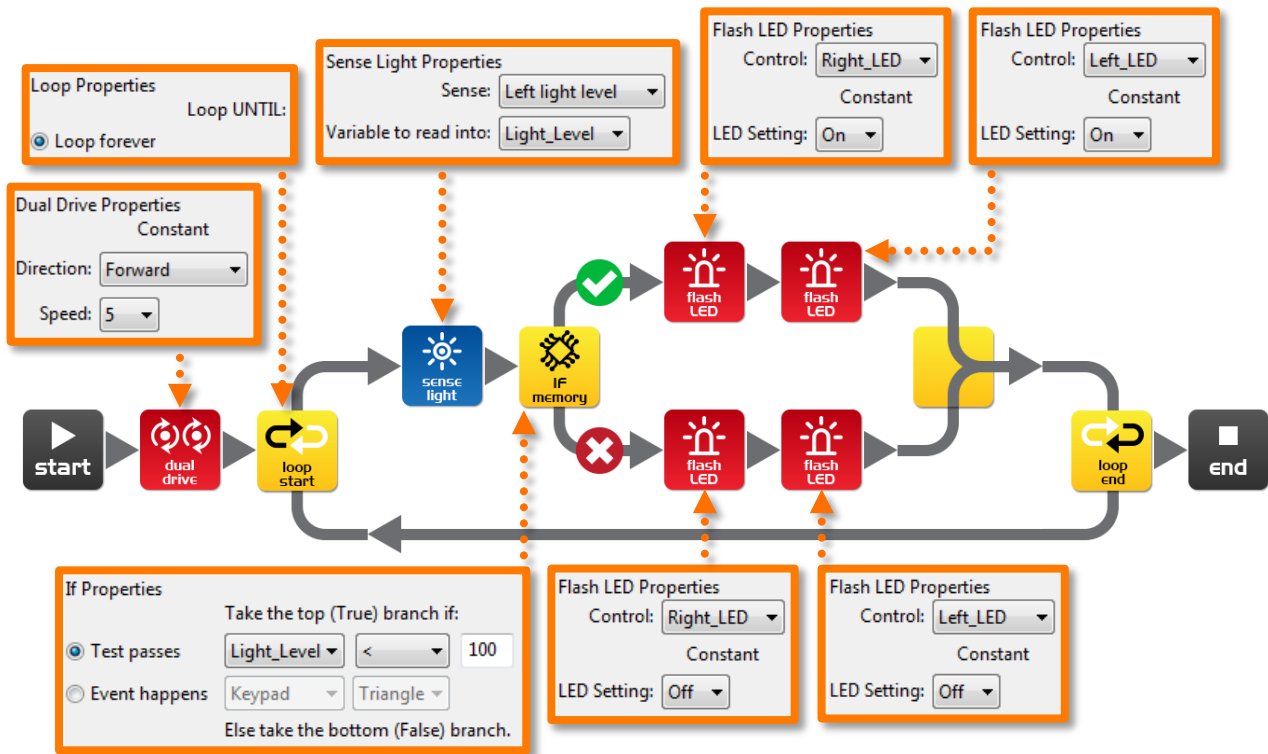 Loop Properties
Loop UNTIL:
Loop forever
Sense Light Properties
Sense: Left light level
Variable to read into: Light_Level
Flash LED Properties
Control: Right_LED
Constant
LED Setting: On
Flash LED Properties
Control: Left_LED
Constant
LED Setting: On
Dual Drive Properties
Constant
Direction: Forward
Speed: 5
start
dual
drive
loop
start
sense
light
IF
memory
flash
LED
flash
LED
flash
LED
flash
LED
loop
end
end
If Properties
Take the top (True) branch if:
Test passes Light_Level < 100
Event happens Keypad Triangle
Else take the bottom (False) branch.
Flash LED Properties
Control: Right_LED
Constant
LED Setting: Off
Flash LED Properties
Control: Left_LED
Constant
LED Setting: Off